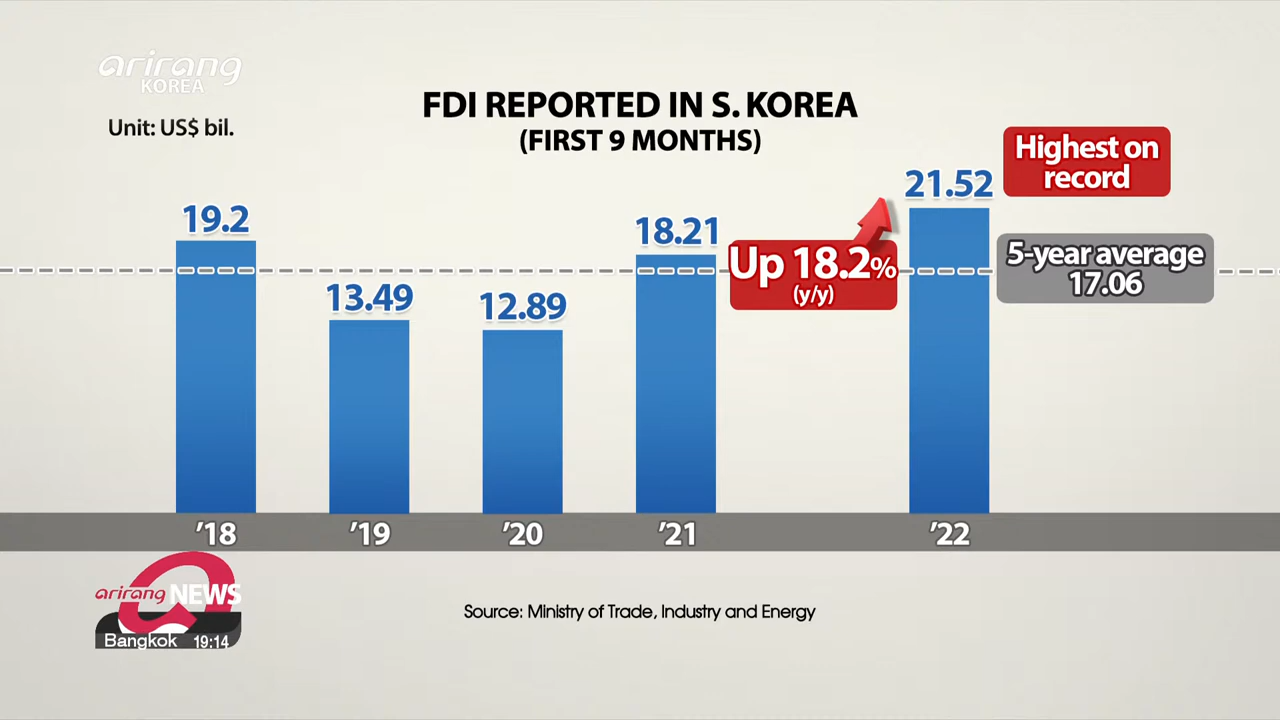 arirang
KOREA
Unit: US$ bil.
FDI REPORTED IN S. KOREA
(FIRST 9 MONTHS)
Highest on
record
19.2
13.49
12.89
18.21
21.52
Up 18.2%
(y/y)
5-year average
17.06
'18
'19
'20
'21
'22
arirang NEWS
Bangkok 19:14
Source: Ministry of Trade, Industry and Energy